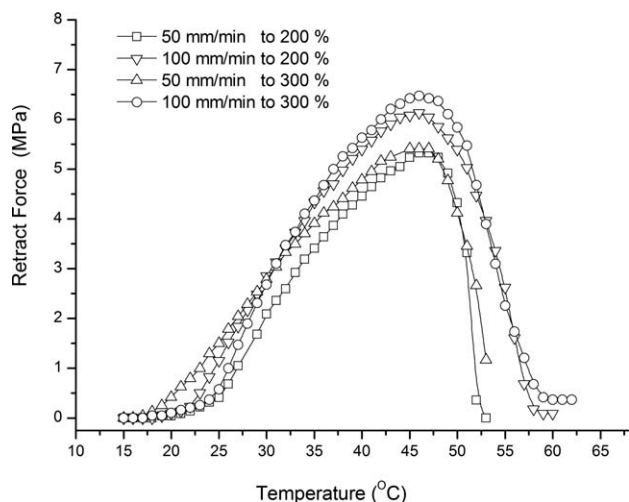 8
7
6
5
4
3
2
1
0
Retract Force (MPa)
50 mm/min to 200 %
100 mm/min to 200 %
50 mm/min to 300 %
100 mm/min to 300 %
10 15 20 25 30 35 40 45 50 55 60 65
Temperature (°C)